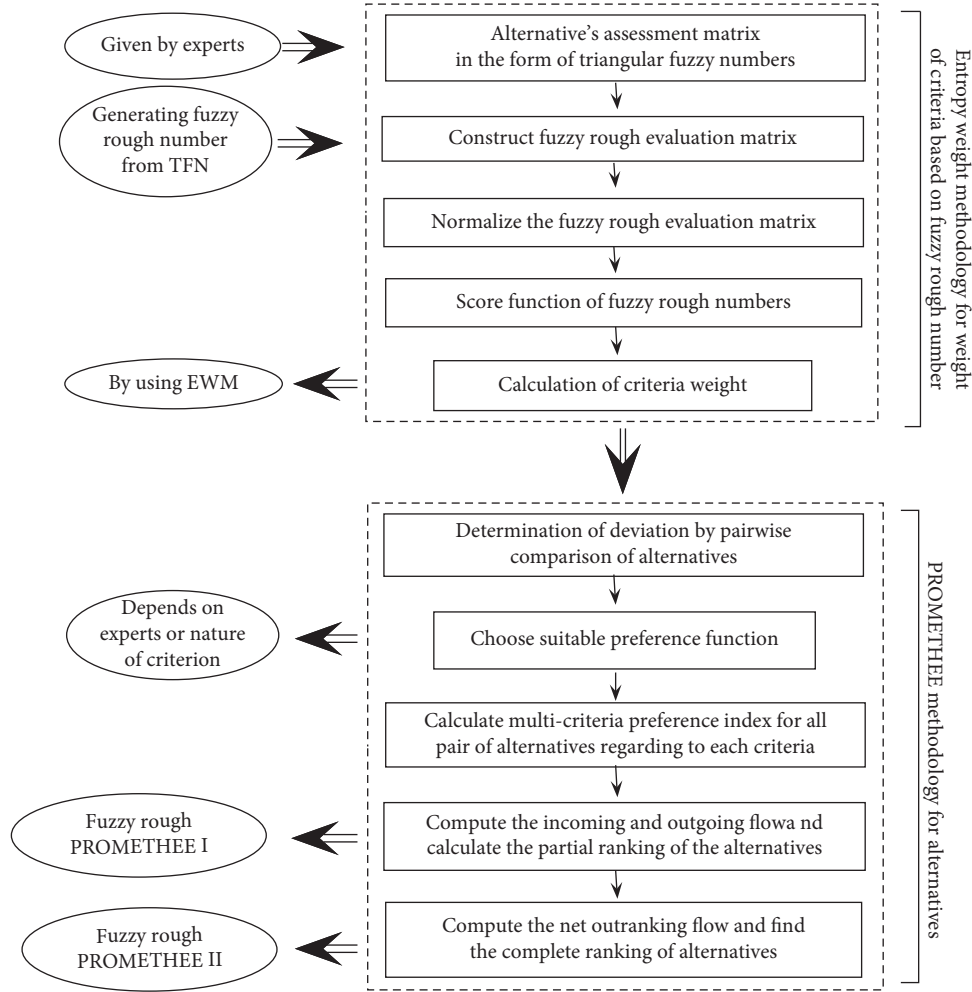 Given by experts
Alternative's assessment matrix
in the form of triangular fuzzy numbers
Generating fuzzy
rough number
from TFN
Construct fuzzy rough evaluation matrix
Normalize the fuzzy rough evaluation matrix
Score function of fuzzy rough numbers
By using EWM
Calculation of criteria weight
Entropy weight methodology for weight
of criteria based on fuzzy rough number
Determination of deviation by pairwise
comparison of alternatives
Depends on
experts or nature
of criterion
Choose suitable preference function
Calculate multi-criteria preference index for all
pair of alternatives regarding to each criteria
Fuzzy rough
PROMETHEE I
Compute the incoming and outgoing flowa nd
calculate the partial ranking of the alternatives
Fuzzy rough
PROMETHEE II
Compute the net outranking flow and find
the complete ranking of alternatives
PROMETHEE methodology for alternatives